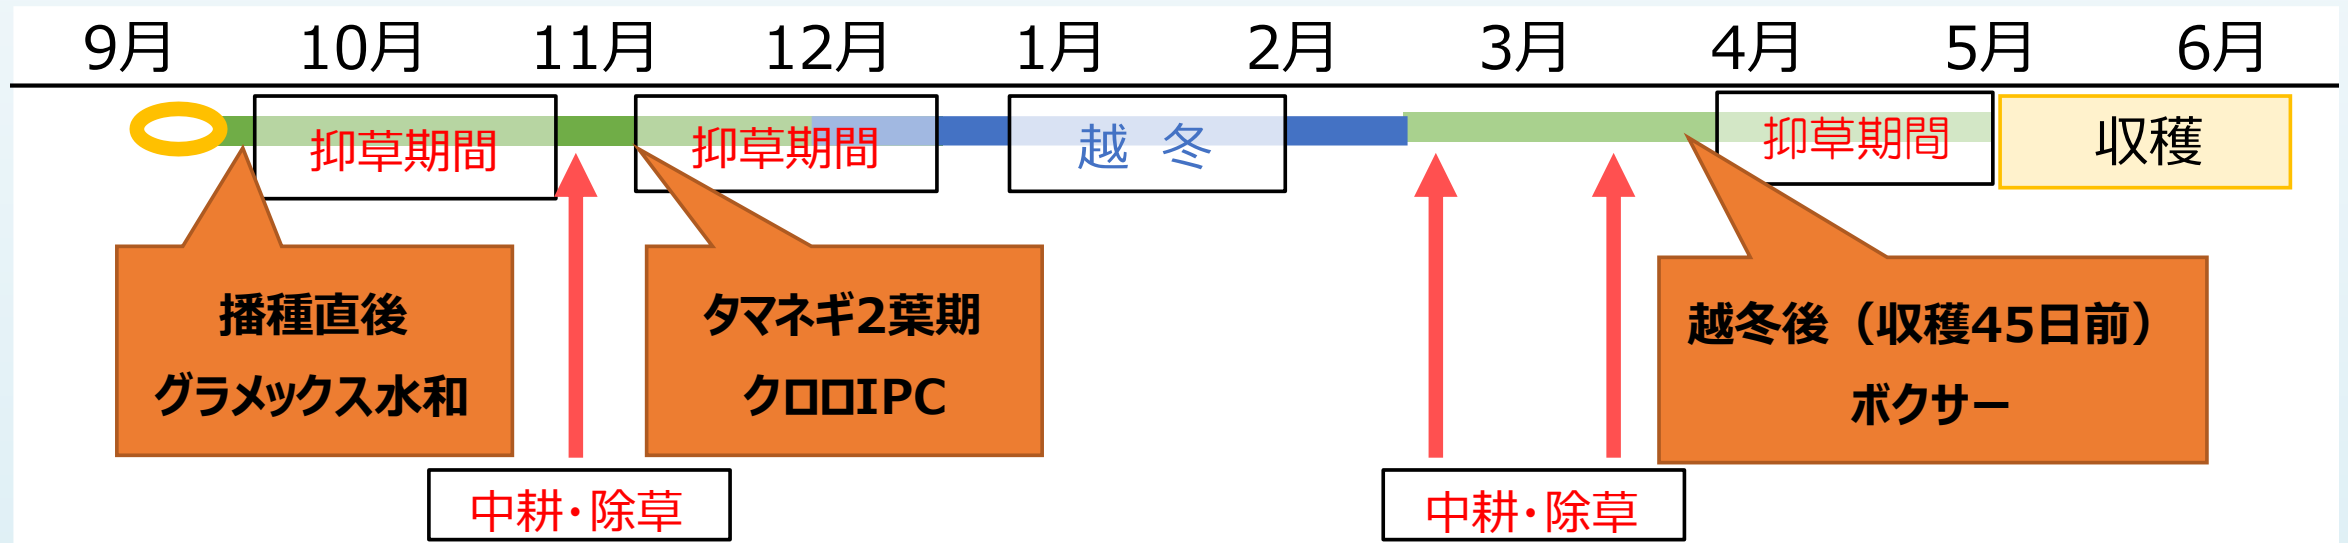 9月 10月 11月 12月 1月 2月 3月 4月 5月 6月
抑草期間
抑草期間
越 冬
抑草期間
収穫
播種直後
グラメックス水和
タマネギ2葉期
クロロIPC
越冬後（収穫45日前）
ボクサー
中耕・除草
中耕・除草